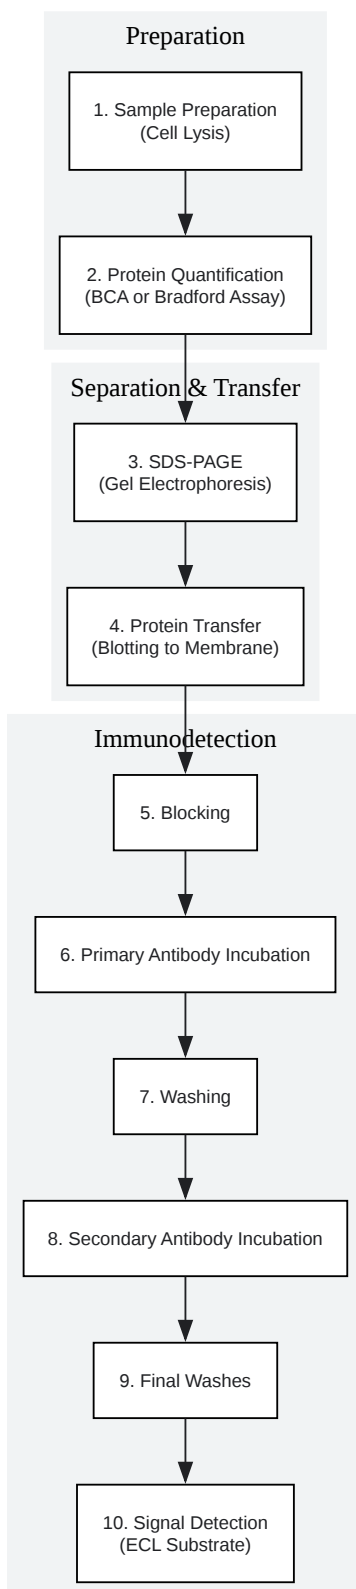 Preparation
1. Sample Preparation
(Cell Lysis)
2. Protein Quantification
(BCA or Bradford Assay)
Separation & Transfer
3. SDS-PAGE
(Gel Electrophoresis)
4. Protein Transfer
(Blotting to Membrane)
Immunodetection
5. Blocking
6. Primary Antibody Incubation
7. Washing
8. Secondary Antibody Incubation
9. Final Washes
10. Signal Detection
(ECL Substrate)